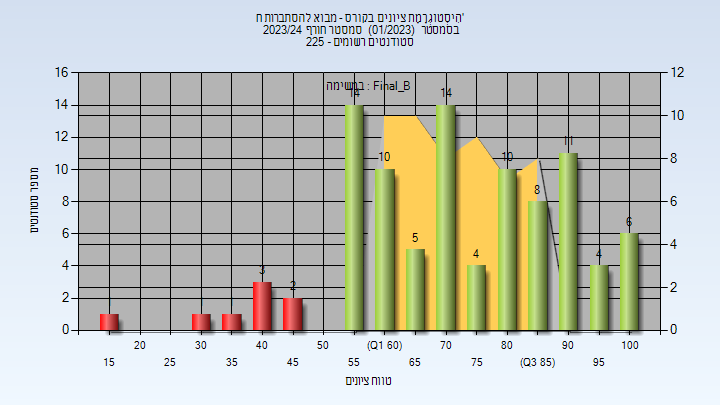 היסטוגרמת ציונים בקורס - מבוא להסתברות ח'
בסמסטר (01/2023) סמסטר חורף 2023/24
סטודנטים רשומים - 225
ברשימה : Final_B
מספר סטודנטים
16 14 12 10 8 6 4 2 0
12 10 8 6 4 2 0
3 2 14 10 5 14 4 10 8 11 4 6
20 30 40 50 (Q1 60) 70 80 90 100
15 25 35 45 55 65 75 (Q3 85) 95
טווח ציונים